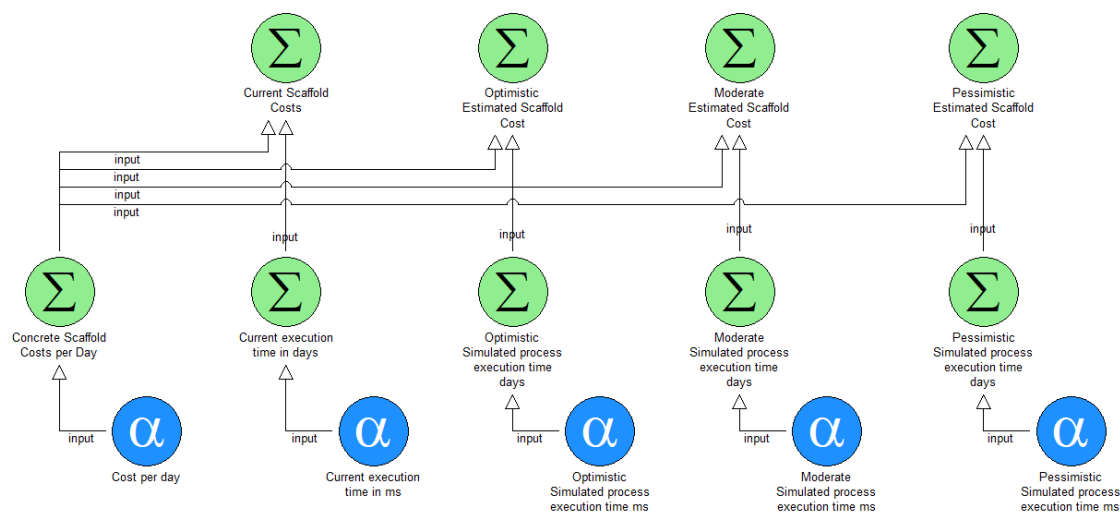 Σ
Σ
Σ
Σ
Current Scaffold
Costs
Optimistic
Estimated Scaffold
Cost
Moderate
Estimated Scaffold
Cost
Pessimistic
Estimated Scaffold
Cost
input
input
input
input
input
input
input
input
Σ
Σ
Σ
Σ
Σ
Concrete Scaffold
Costs per Day
Current execution
time in days
Optimistic
Simulated process
execution time
days
Moderate
Simulated process
execution time
days
Pessimistic
Simulated process
execution time
days
input
α
input
α
input
α
input
α
input
α
Cost per day
Current execution
time in ms
Optimistic
Simulated process
execution time ms
Moderate
Simulated process
execution time ms
Pessimistic
Simulated process
execution time ms